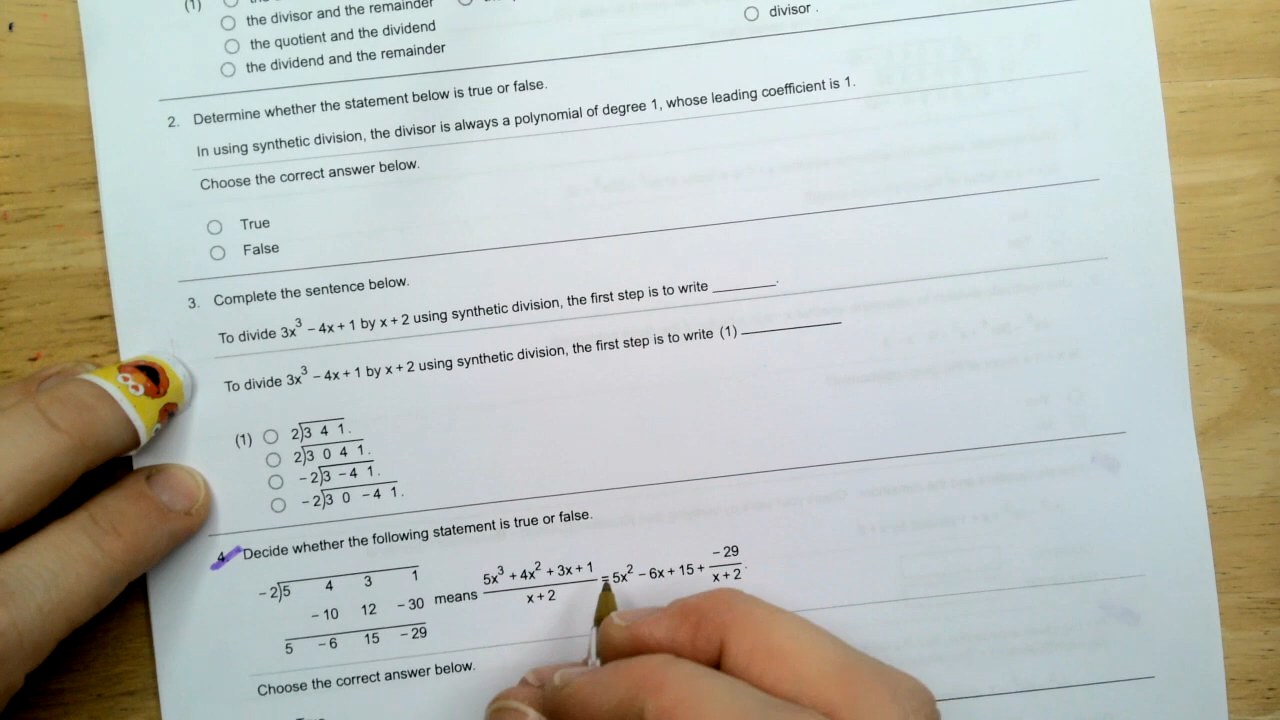 (1)
the divisor and the remainder
the quotient and the dividend
the dividend and the remainder
divisor .
2. Determine whether the statement below is true or false.
In using synthetic division, the divisor is always a polynomial of degree 1, whose leading coefficient is 1.
Choose the correct answer below.
True
False
3. Complete the sentence below.
To divide 3x³ − 4x + 1 by x + 2 using synthetic division, the first step is to write ________.
To divide 3x³ − 4x + 1 by x + 2 using synthetic division, the first step is to write (1) ____________
(1) 2)3 4 1.
2)3 0 4 1.
−2)3 −4 1.
−2)3 0 −4 1.
4. Decide whether the following statement is true or false.
−2)5 4 3 1 means (5x³ + 4x² + 3x + 1)/(x + 2) = 5x² − 6x + 15 + (−29)/(x + 2).
−10 12 −30
5 −6 15 −29
Choose the correct answer below.